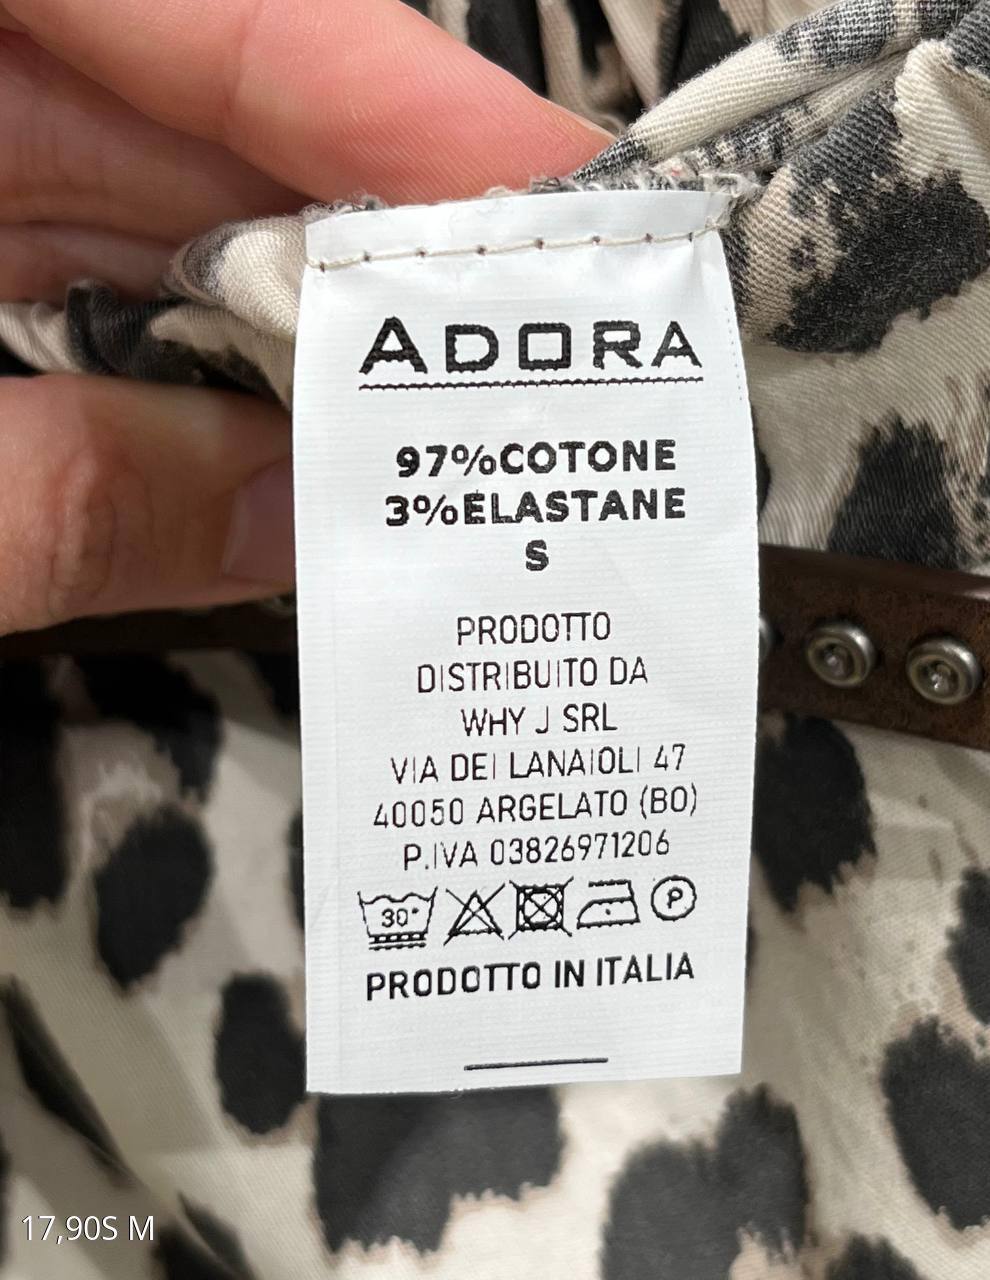 ADORA
97%COTONE
3%ELASTANE
S
PRODOTTO
DISTRIBUITO DA
WHY J SRL
VIA DEI LANAIOLI 47
40050 ARGELATO (BO)
P.IVA 03826971206
30°
P
PRODOTTO IN ITALIA
17,90S M